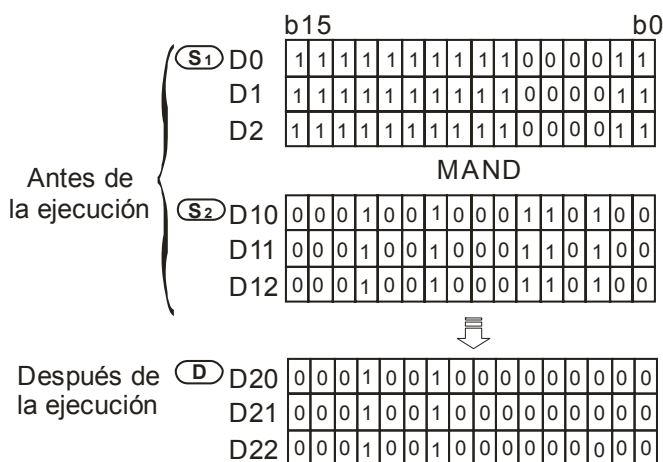 b15 b0
S1 D0 1 1 1 1 1 1 1 1 1 1 0 0 0 0 1 1
D1 1 1 1 1 1 1 1 1 1 1 0 0 0 0 1 1
D2 1 1 1 1 1 1 1 1 1 1 0 0 0 0 1 1
MAND
Antes de
la ejecución
S2 D10 0 0 0 1 0 0 1 0 0 0 1 1 0 1 0 0
D11 0 0 0 1 0 0 1 0 0 0 1 1 0 1 0 0
D12 0 0 0 1 0 0 1 0 0 0 1 1 0 1 0 0
Después de
la ejecución
D D20 0 0 0 1 0 0 1 0 0 0 0 0 0 0 0 0
D21 0 0 0 1 0 0 1 0 0 0 0 0 0 0 0 0
D22 0 0 0 1 0 0 1 0 0 0 0 0 0 0 0 0